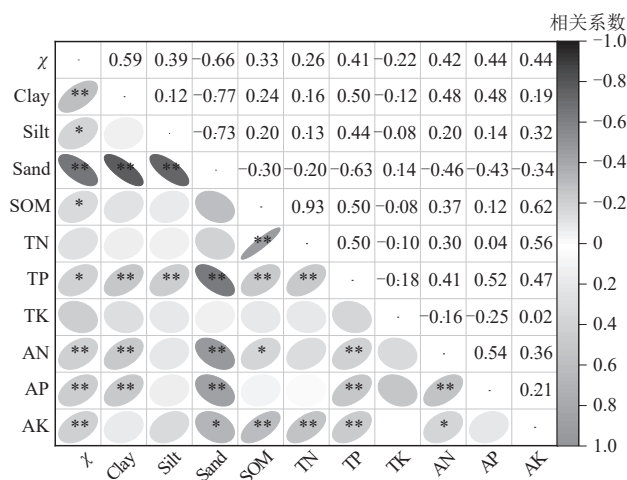 相关系数
χ · 0.59 0.39 −0.66 0.33 0.26 0.41 −0.22 0.42 0.44 0.44
Clay ** · 0.12 −0.77 0.24 0.16 0.50 −0.12 0.48 0.48 0.19
Silt * · −0.73 0.20 0.13 0.44 −0.08 0.20 0.14 0.32
Sand ** ** ** · −0.30 −0.20 −0.63 0.14 −0.46 −0.43 −0.34
SOM * · 0.93 0.50 −0.08 0.37 0.12 0.62
TN ** · 0.50 −0.10 0.30 0.04 0.56
TP * ** ** ** ** ** · −0.18 0.41 0.52 0.47
TK · −0.16 −0.25 0.02
AN ** ** ** * ** · 0.54 0.36
AP ** ** ** ** ** · 0.21
AK ** * ** ** ** * ·
χ Clay Silt Sand SOM TN TP TK AN AP AK
−1.0
−0.8
−0.6
−0.4
−0.2
0
0.2
0.4
0.6
0.8
1.0